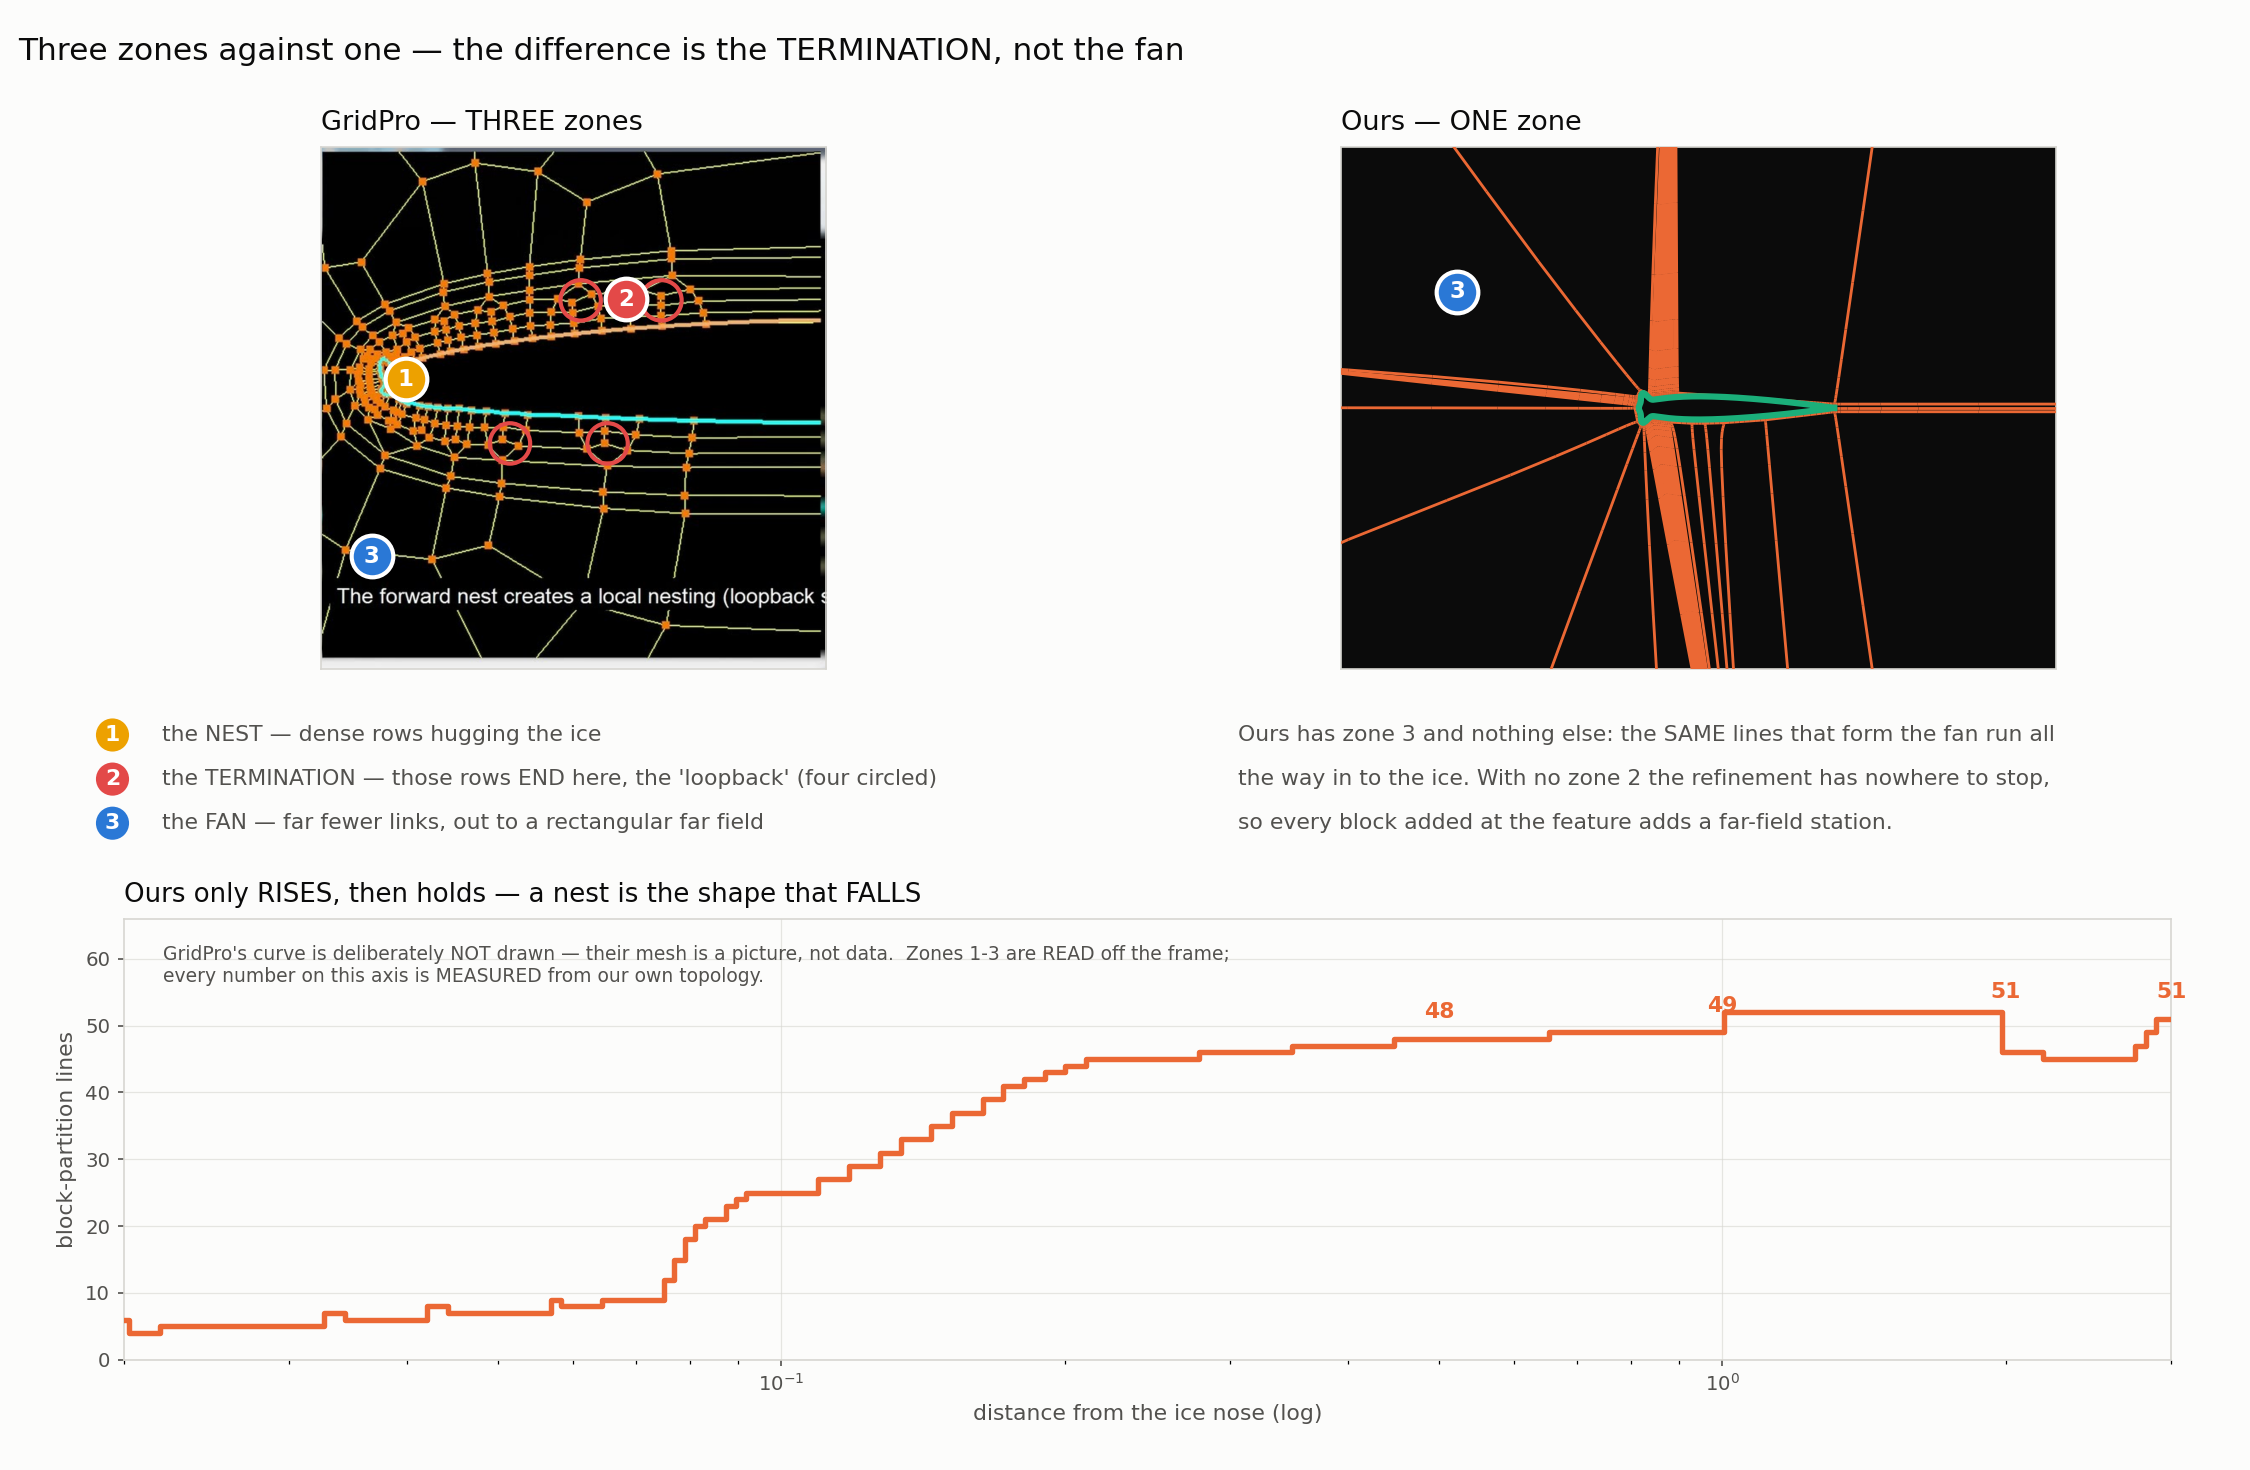 Three zones against one — the difference is the TERMINATION, not the fan
GridPro — THREE zones
Ours — ONE zone
2
1
3
The forward nest creates a local nesting (loopback s
3
1 the NEST — dense rows hugging the ice
2 the TERMINATION — those rows END here, the 'loopback' (four circled)
3 the FAN — far fewer links, out to a rectangular far field
Ours has zone 3 and nothing else: the SAME lines that form the fan run all
the way in to the ice. With no zone 2 the refinement has nowhere to stop,
so every block added at the feature adds a far-field station.
Ours only RISES, then holds — a nest is the shape that FALLS
GridPro's curve is deliberately NOT drawn — their mesh is a picture, not data.  Zones 1-3 are READ off the frame;
every number on this axis is MEASURED from our own topology.
48
49
51
51
block-partition lines
60
50
40
30
20
10
0
10⁻¹
10⁰
distance from the ice nose (log)